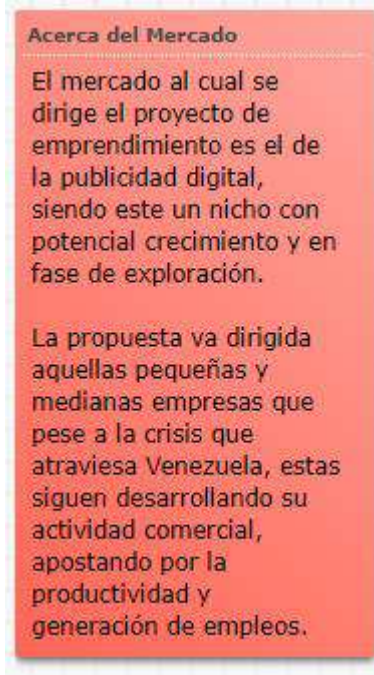 Acerca del Mercado
El mercado al cual se
dirige el proyecto de
emprendimiento es el de
la publicidad digital,
siendo este un nicho con
potencial crecimiento y en
fase de exploración.
La propuesta va dirigida
aquellas pequeñas y
medianas empresas que
pese a la crisis que
atraviesa Venezuela, estas
siguen desarrollando su
actividad comercial,
apostando por la
productividad y
generación de empleos.